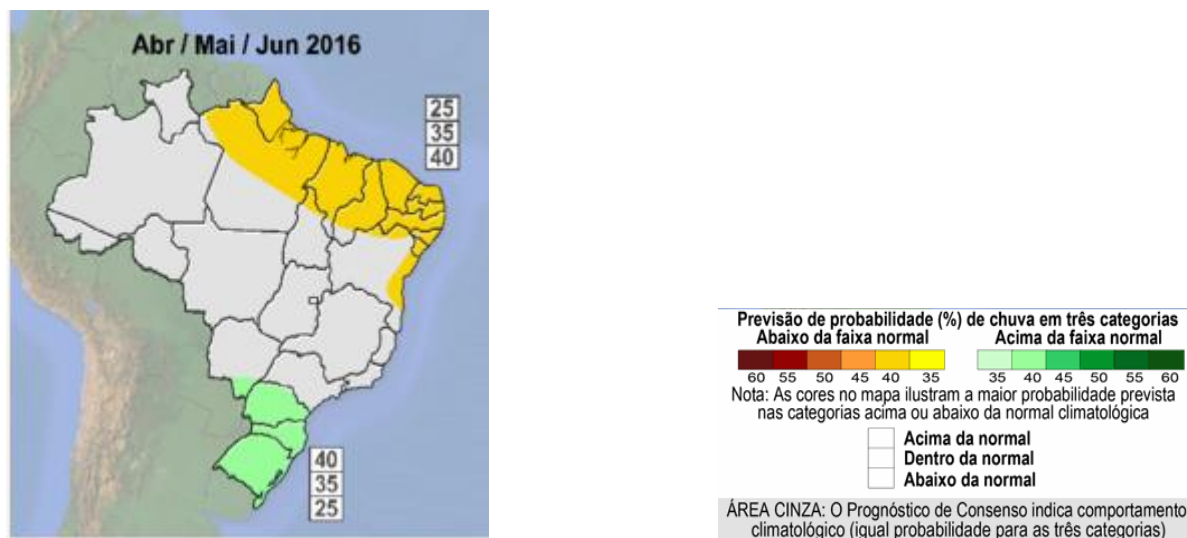 Abr / Mai / Jun 2016
25
35
40
40
35
25
Previsão de probabilidade (%) de chuva em três categorias
Abaixo da faixa normal Acima da faixa normal
60 55 50 45 40 35 35 40 45 50 55 60
Nota: As cores no mapa ilustram a maior probabilidade prevista
nas categorias acima ou abaixo da normal climatológica
Acima da normal
Dentro da normal
Abaixo da normal
ÁREA CINZA: O Prognóstico de Consenso indica comportamento
climatológico (igual probabilidade para as três categorias)